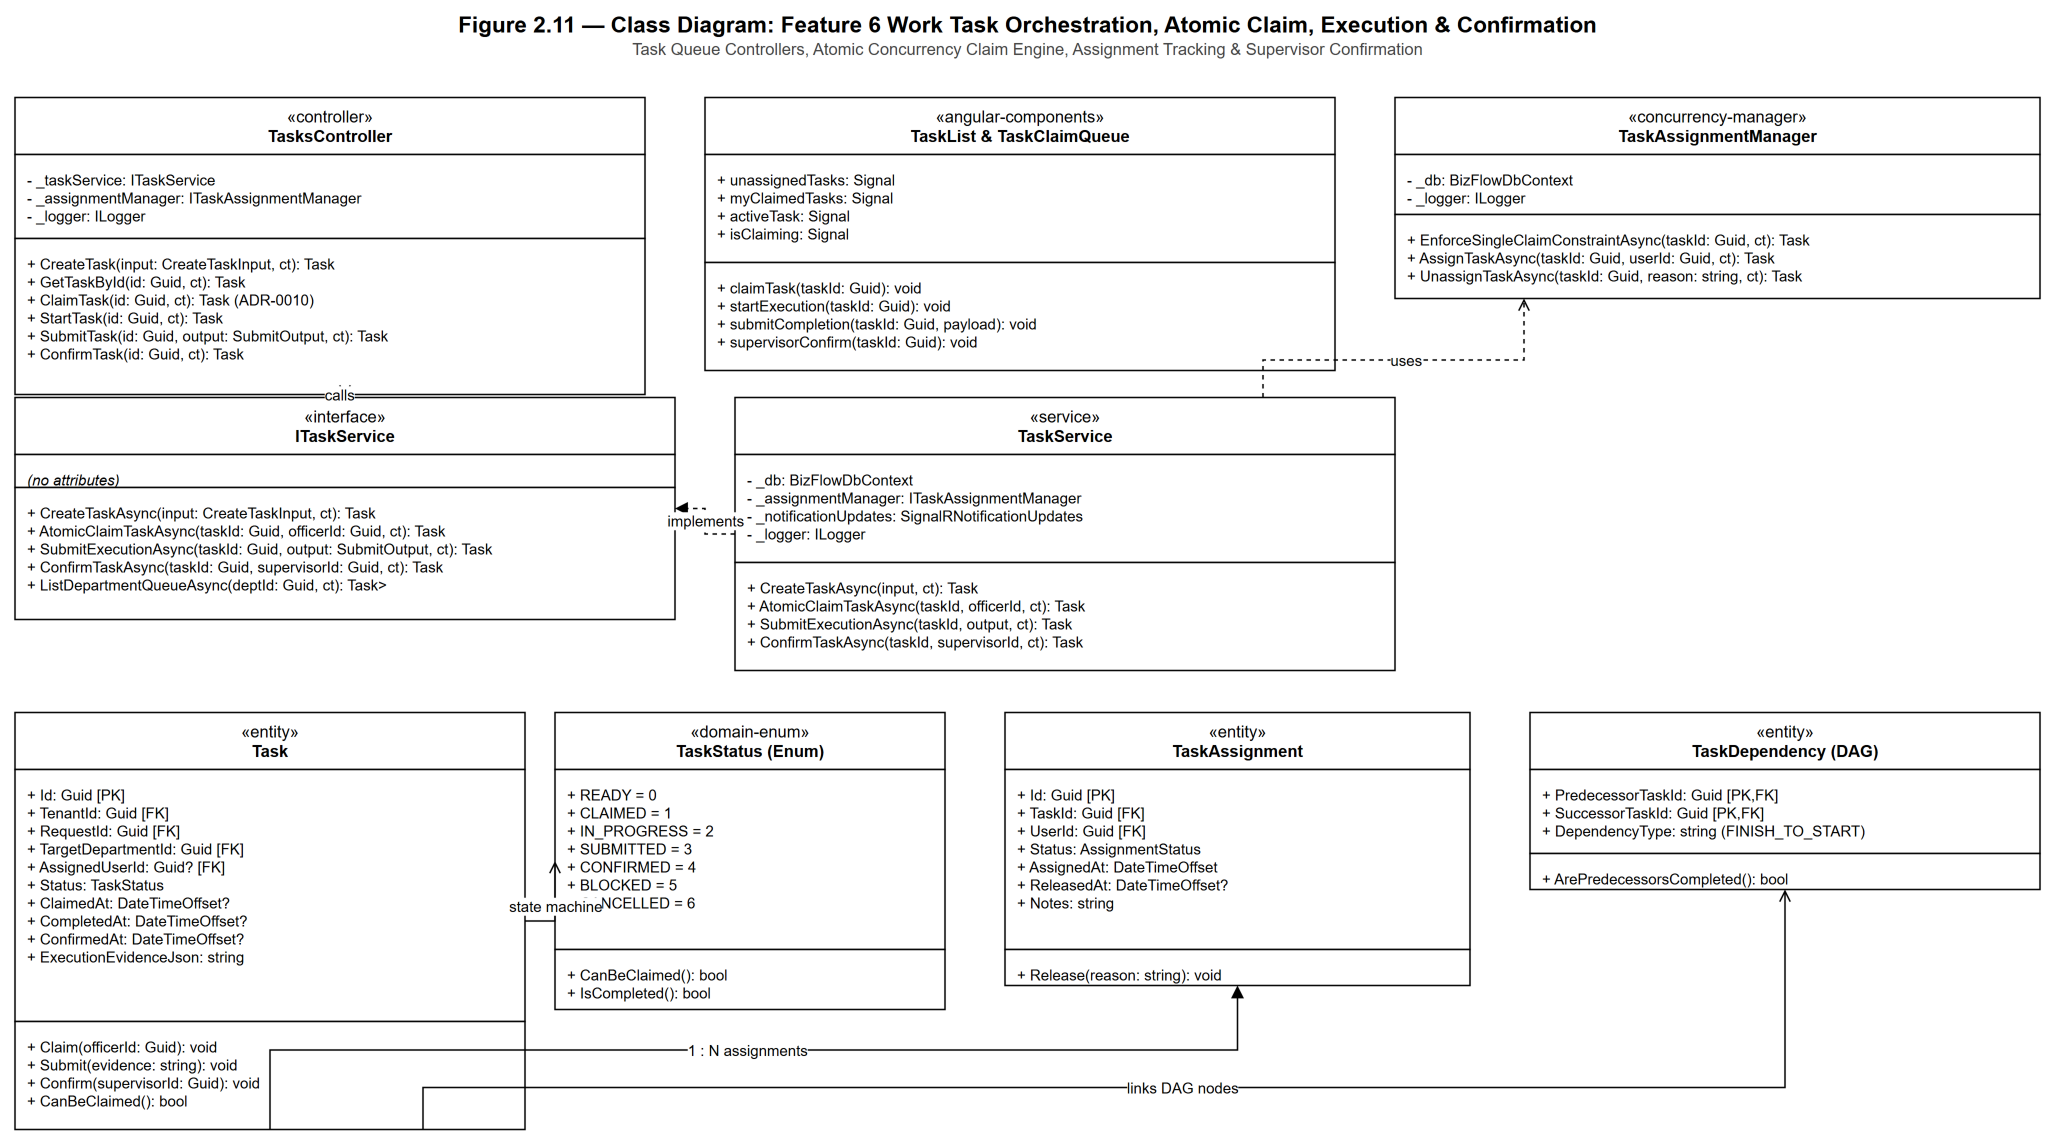 Figure 2.11 — Class Diagram: Feature 6 Work Task Orchestration, Atomic Claim, Execution & Confirmation
Task Queue Controllers, Atomic Concurrency Claim Engine, Assignment Tracking & Supervisor Confirmation
«controller»
TasksController
- _taskService: ITaskService
- _assignmentManager: ITaskAssignmentManager
- _logger: ILogger
+ CreateTask(input: CreateTaskInput, ct): Task
+ GetTaskById(id: Guid, ct): Task
+ ClaimTask(id: Guid, ct): Task (ADR-0010)
+ StartTask(id: Guid, ct): Task
+ SubmitTask(id: Guid, output: SubmitOutput, ct): Task
+ ConfirmTask(id: Guid, ct): Task
«angular-components»
TaskList & TaskClaimQueue
+ unassignedTasks: Signal
+ myClaimedTasks: Signal
+ activeTask: Signal
+ isClaiming: Signal
+ claimTask(taskId: Guid): void
+ startExecution(taskId: Guid): void
+ submitCompletion(taskId: Guid, payload): void
+ supervisorConfirm(taskId: Guid): void
«concurrency-manager»
TaskAssignmentManager
- _db: BizFlowDbContext
- _logger: ILogger
+ EnforceSingleClaimConstraintAsync(taskId: Guid, ct): Task
+ AssignTaskAsync(taskId: Guid, userId: Guid, ct): Task
+ UnassignTaskAsync(taskId: Guid, reason: string, ct): Task
uses
calls
«interface»
ITaskService
(no attributes)
+ CreateTaskAsync(input: CreateTaskInput, ct): Task
+ AtomicClaimTaskAsync(taskId: Guid, officerId: Guid, ct): Task
+ SubmitExecutionAsync(taskId: Guid, output: SubmitOutput, ct): Task
+ ConfirmTaskAsync(taskId: Guid, supervisorId: Guid, ct): Task
+ ListDepartmentQueueAsync(deptId: Guid, ct): Task>
implements
«service»
TaskService
- _db: BizFlowDbContext
- _assignmentManager: ITaskAssignmentManager
- _notificationUpdates: SignalRNotificationUpdates
- _logger: ILogger
+ CreateTaskAsync(input, ct): Task
+ AtomicClaimTaskAsync(taskId, officerId, ct): Task
+ SubmitExecutionAsync(taskId, output, ct): Task
+ ConfirmTaskAsync(taskId, supervisorId, ct): Task
«entity»
Task
+ Id: Guid [PK]
+ TenantId: Guid [FK]
+ RequestId: Guid [FK]
+ TargetDepartmentId: Guid [FK]
+ AssignedUserId: Guid? [FK]
+ Status: TaskStatus
+ ClaimedAt: DateTimeOffset?
+ CompletedAt: DateTimeOffset?
+ ConfirmedAt: DateTimeOffset?
+ ExecutionEvidenceJson: string
+ Claim(officerId: Guid): void
+ Submit(evidence: string): void
+ Confirm(supervisorId: Guid): void
+ CanBeClaimed(): bool
state machine
«domain-enum»
TaskStatus (Enum)
+ READY = 0
+ CLAIMED = 1
+ IN_PROGRESS = 2
+ SUBMITTED = 3
+ CONFIRMED = 4
+ BLOCKED = 5
NCELLED = 6
+ CanBeClaimed(): bool
+ IsCompleted(): bool
«entity»
TaskAssignment
+ Id: Guid [PK]
+ TaskId: Guid [FK]
+ UserId: Guid [FK]
+ Status: AssignmentStatus
+ AssignedAt: DateTimeOffset
+ ReleasedAt: DateTimeOffset?
+ Notes: string
+ Release(reason: string): void
«entity»
TaskDependency (DAG)
+ PredecessorTaskId: Guid [PK,FK]
+ SuccessorTaskId: Guid [PK,FK]
+ DependencyType: string (FINISH_TO_START)
+ ArePredecessorsCompleted(): bool
1 : N assignments
links DAG nodes